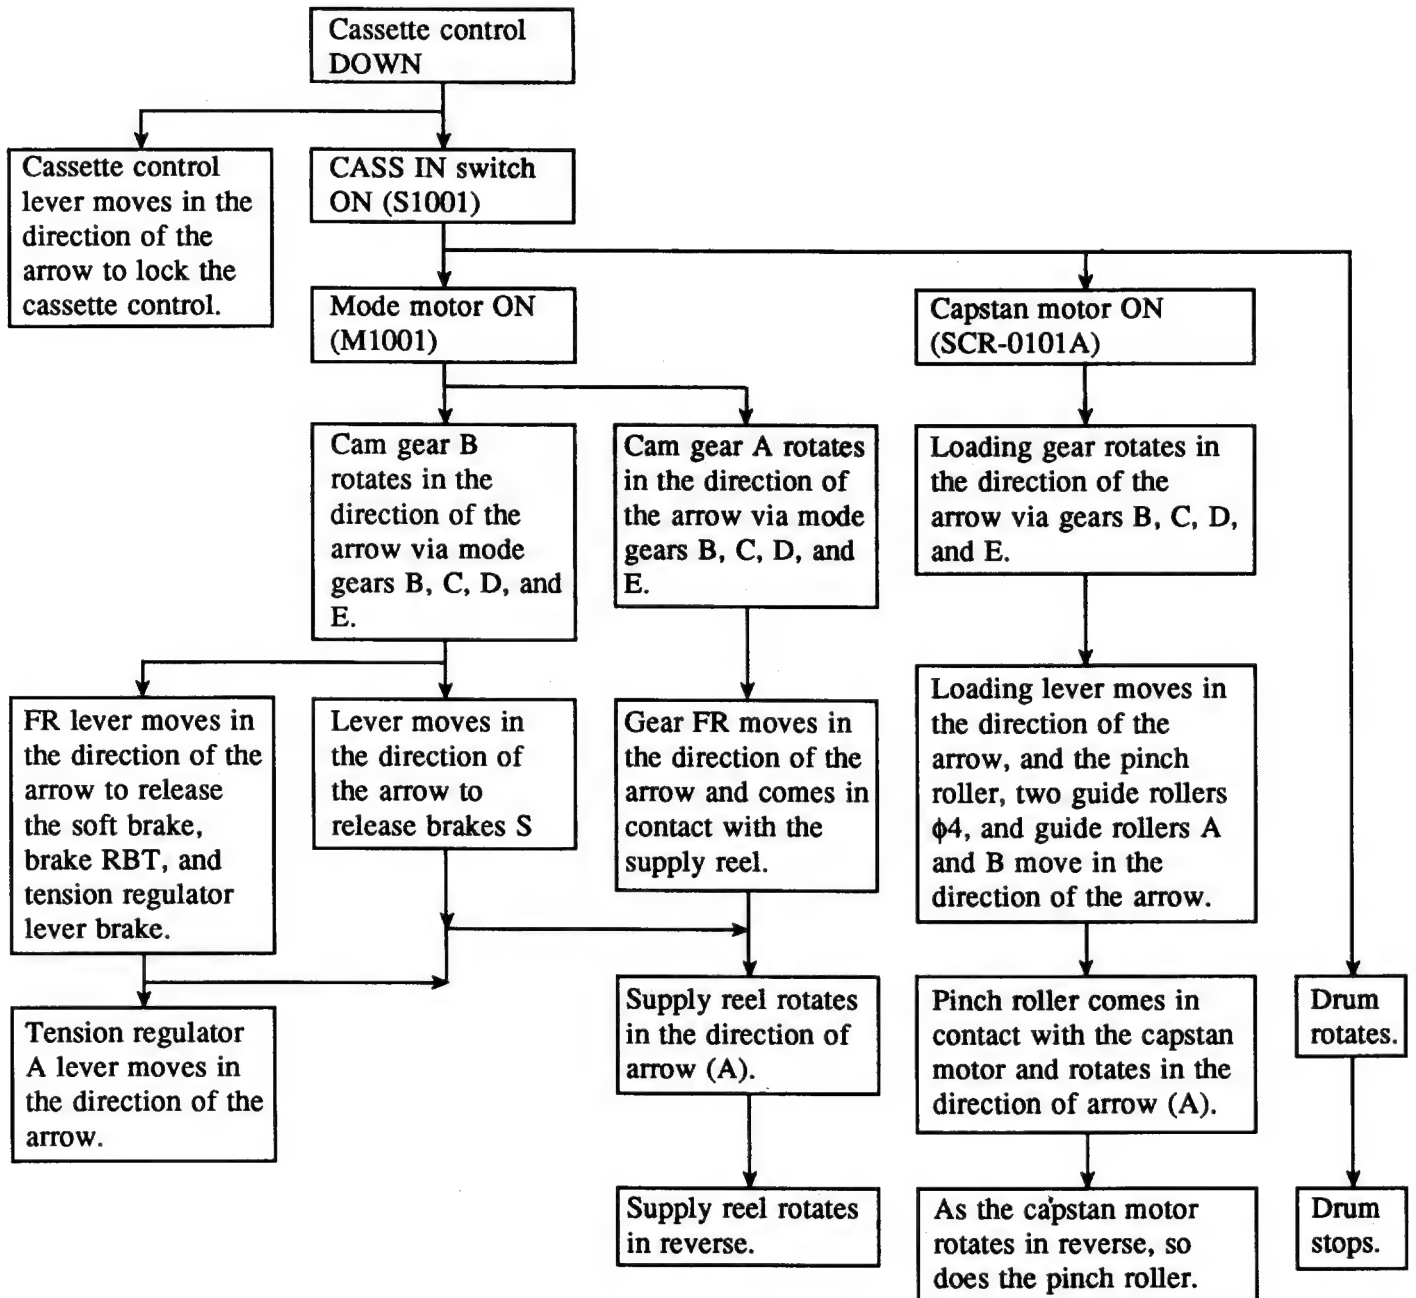 Cassette control
DOWN
Cassette control
lever moves in the
direction of the
arrow to lock the
cassette control.
CASS IN switch
ON (S1001)
Mode motor ON
(M1001)
Capstan motor ON
(SCR-0101A)
Cam gear B
rotates in the
direction of the
arrow via mode
gears B, C, D, and
E.
Cam gear A rotates
in the direction of
the arrow via mode
gears B, C, D, and
E.
Loading gear rotates in
the direction of the
arrow via gears B, C, D,
and E.
FR lever moves in
the direction of the
arrow to release
the soft brake,
brake RBT, and
tension regulator
lever brake.
Lever moves in
the direction of
the arrow to
release brakes S
Gear FR moves in
the direction of the
arrow and comes in
contact with the
supply reel.
Loading lever moves in
the direction of the
arrow, and the pinch
roller, two guide rollers
ϕ4, and guide rollers A
and B move in the
direction of the arrow.
Tension regulator
A lever moves in
the direction of the
arrow.
Supply reel rotates
in the direction of
arrow (A).
Pinch roller comes in
contact with the capstan
motor and rotates in the
direction of arrow (A).
Drum
rotates.
Supply reel rotates
in reverse.
As the capstan motor
rotates in reverse, so
does the pinch roller.
Drum
stops.